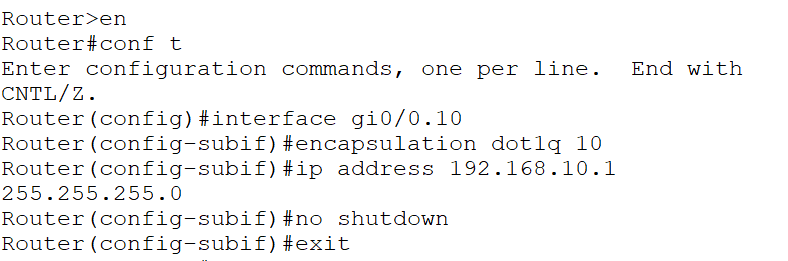 Router>en
Router#conf t
Enter configuration commands, one per line.  End with
CNTL/Z.
Router(config)#interface gi0/0.10
Router(config-subif)#encapsulation dot1q 10
Router(config-subif)#ip address 192.168.10.1
255.255.255.0
Router(config-subif)#no shutdown
Router(config-subif)#exit